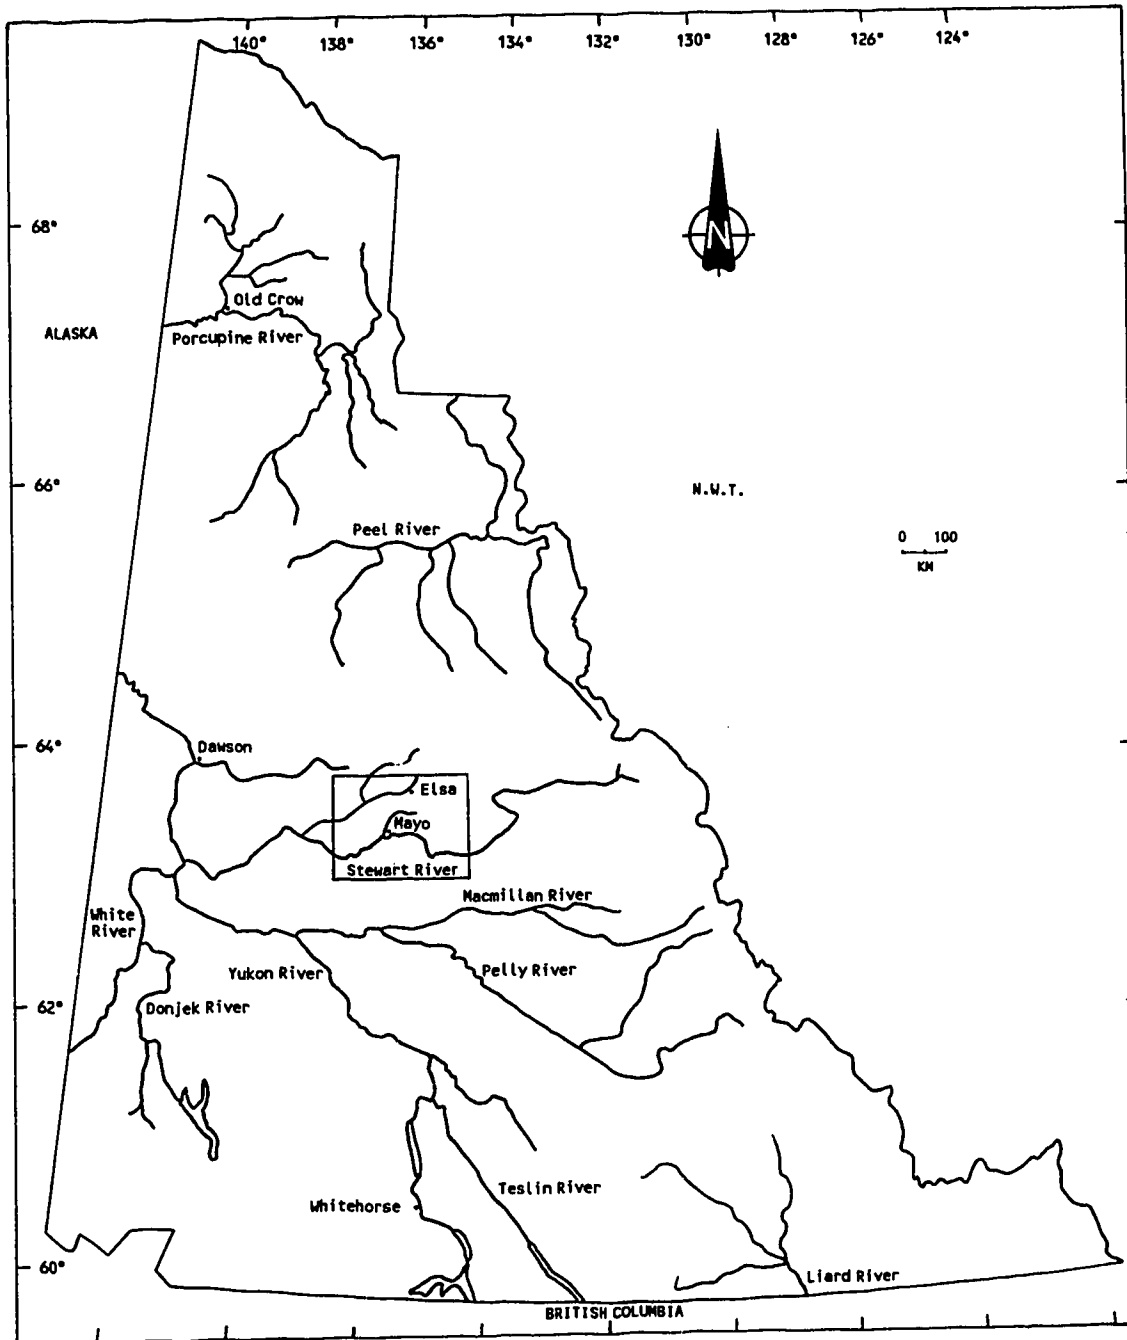 140° 138° 136° 134° 132° 130° 128° 126° 124°
68°
N
Old Crow
ALASKA
Porcupine River
66°
N.W.T.
Peel River
0 100
KM
64°
Dawson
Elsa
Mayo
Stewart River
Macmillan River
White
River
Yukon River
Pelly River
62°
Donjek River
Teslin River
Whitehorse
60°
Liard River
BRITISH COLUMBIA